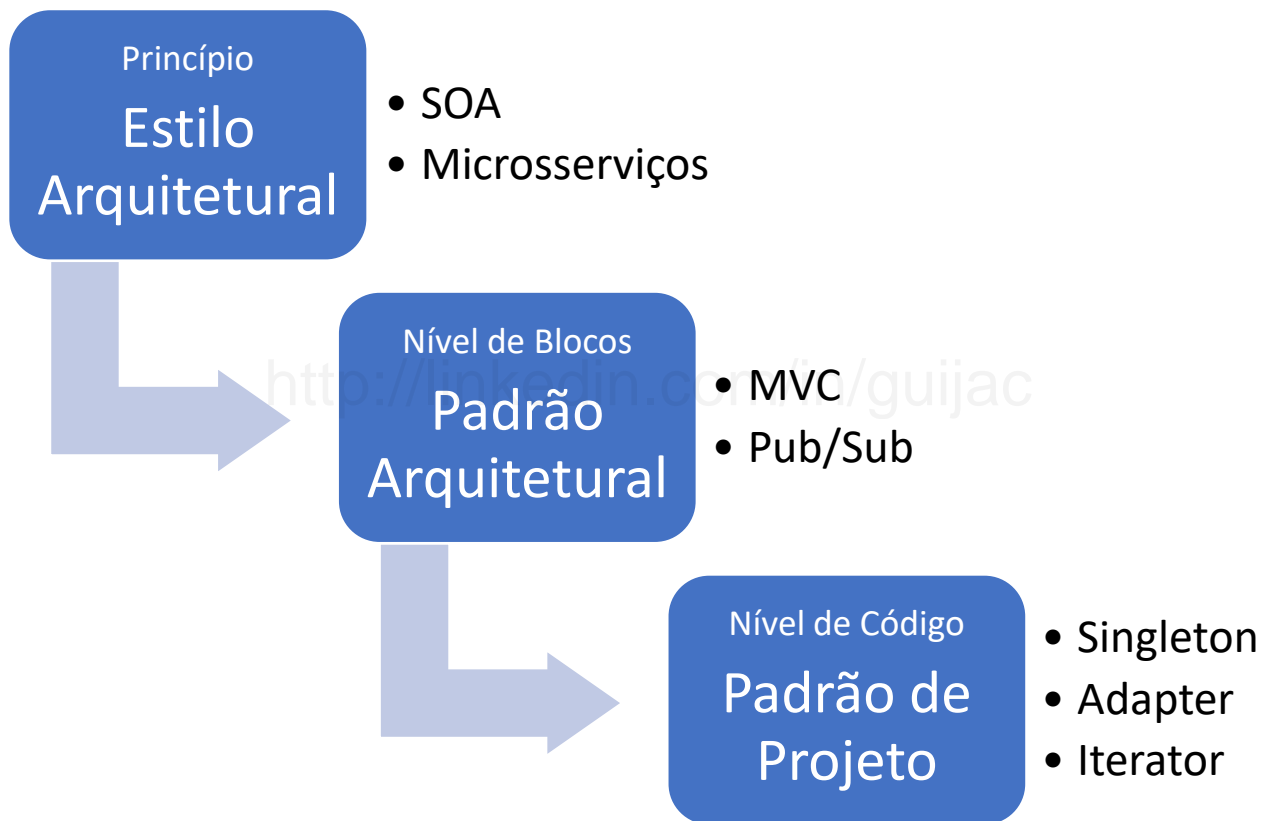 Princípio
Estilo
Arquitetural
• SOA
• Microsserviços
Nível de Blocos
Padrão
Arquitetural
• MVC
• Pub/Sub
http://linkedin.com/in/guijac
Nível de Código
Padrão de
Projeto
• Singleton
• Adapter
• Iterator